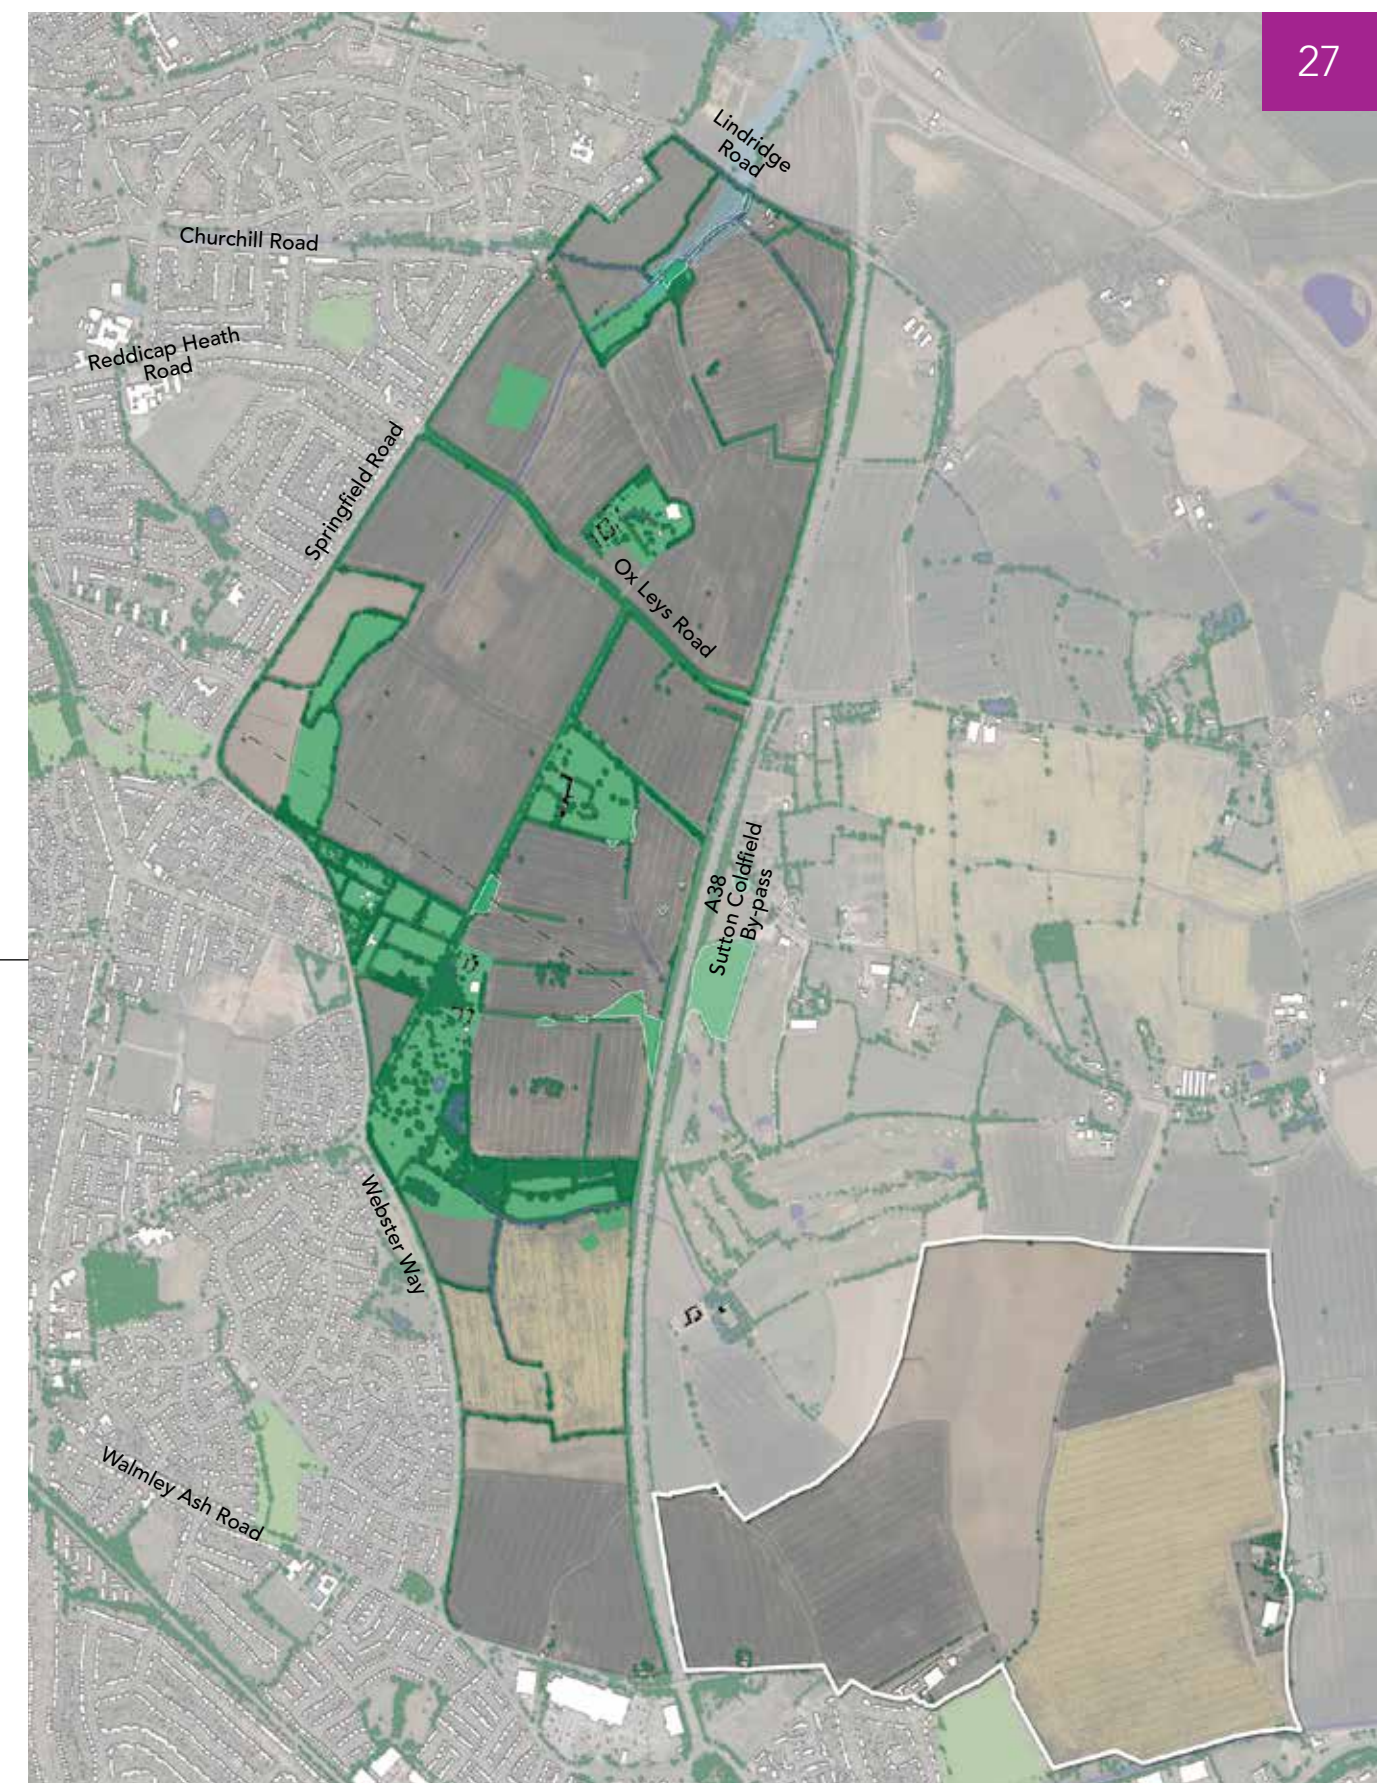 27
Lindridge
Road
Churchill Road
Reddicap Heath
Road
Springfield Road
Ox Leys Road
A38
Sutton Coldfield
By-pass
Webster Way
Walmley Ash Road